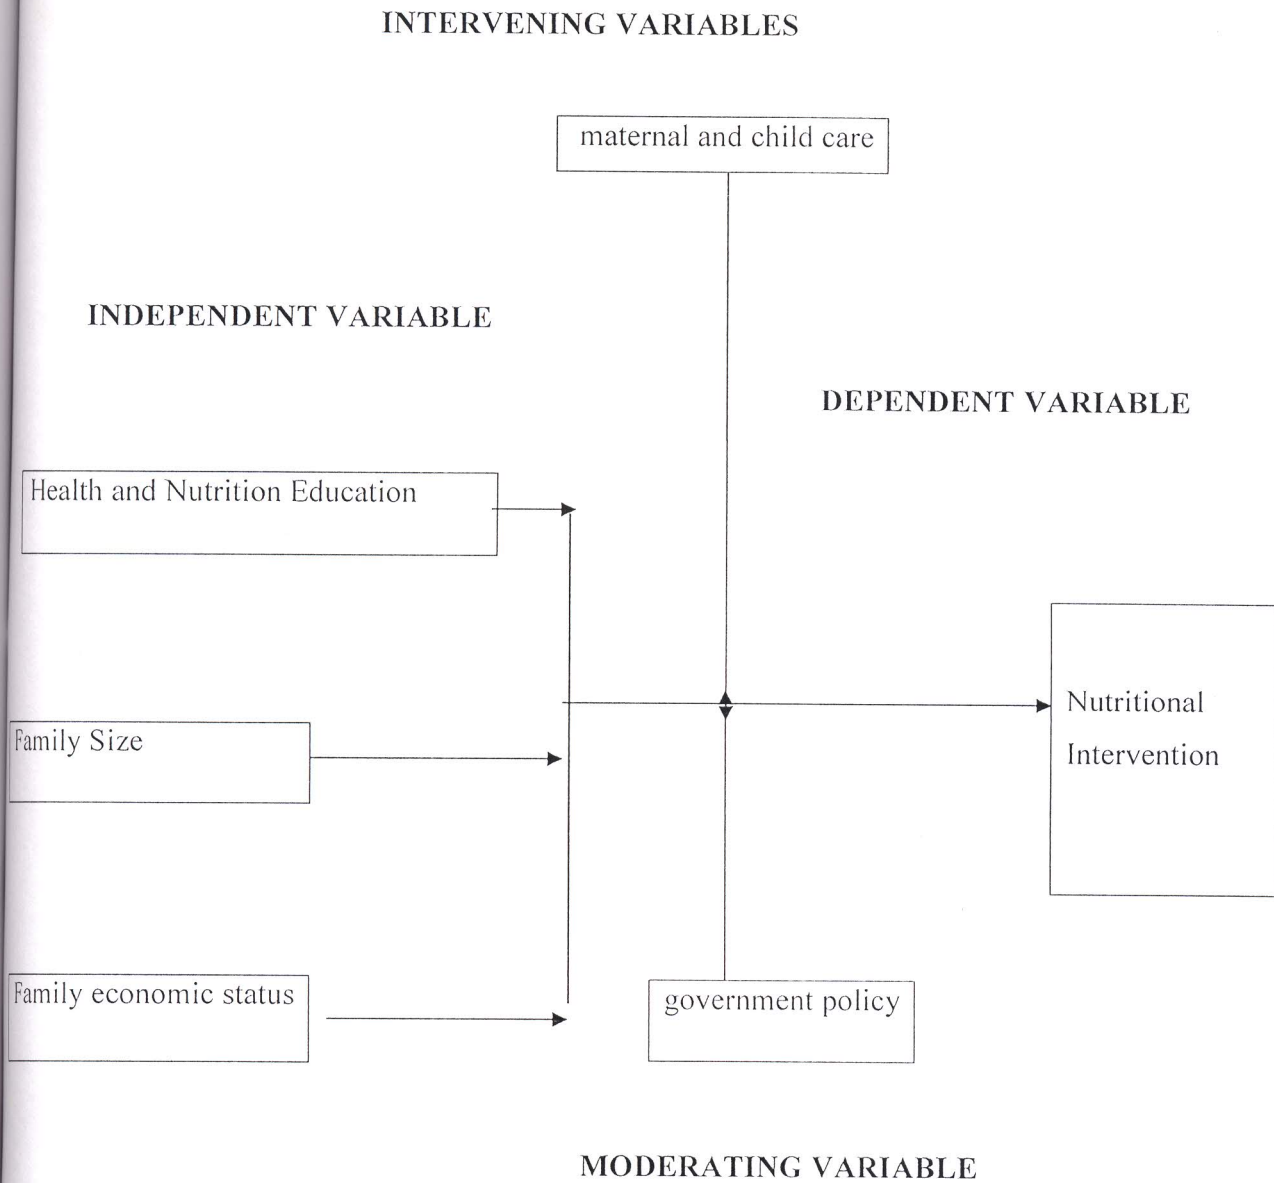 INTERVENING VARIABLES
maternal and child care
INDEPENDENT VARIABLE
DEPENDENT VARIABLE
Health and Nutrition Education
Nutritional
Intervention
Family Size
Family economic status
government policy
MODERATING VARIABLE